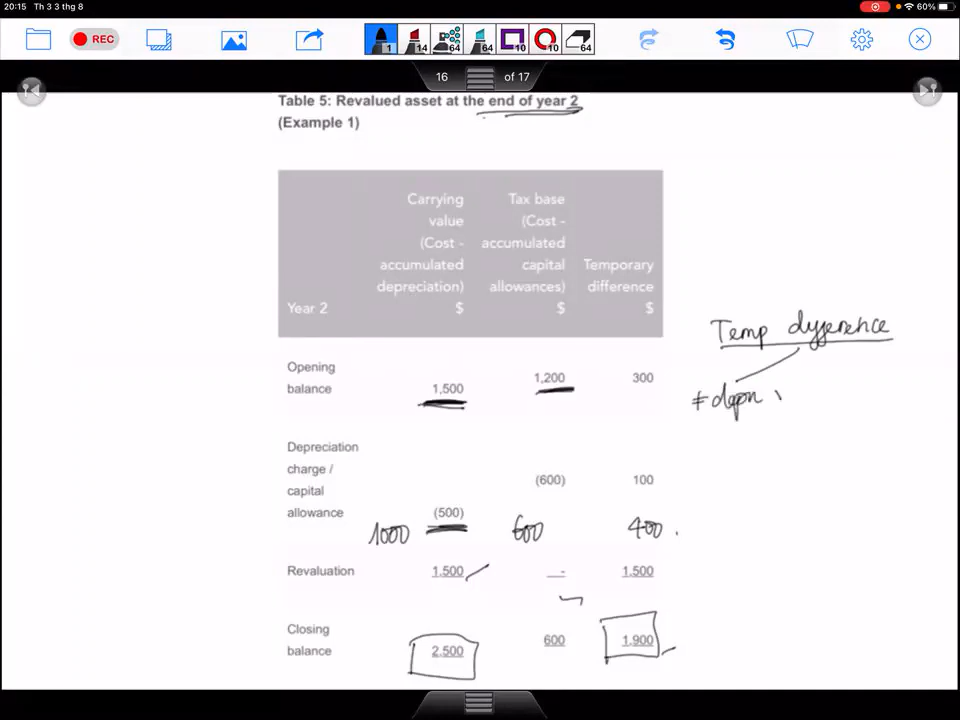 20:15 Th 3 3 thg 8
60%
REC
1
14
64
64
10
10
64
16 of 17
Table 5: Revalued asset at the end of year 2
(Example 1)
Carrying value (Cost - accumulated depreciation)
Tax base (Cost - accumulated capital allowances)
Temporary difference
Year 2 $ $ $
Opening balance 1,500 1,200 300
Depreciation charge / capital allowance (500) (600) 100
1000 600 400
Revaluation 1,500 - 1,500
Closing balance 2,500 600 1,900
Temp difference
≠ depn